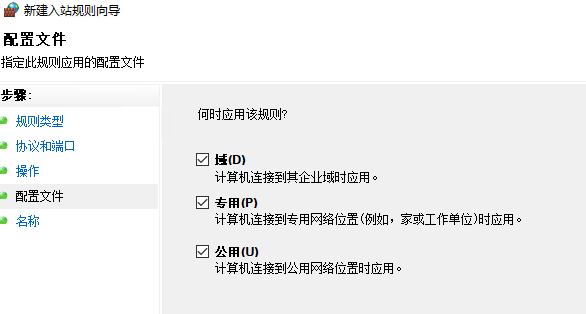 新建入站规则向导
配置文件
指定此规则应用的配置文件
步骤:
规则类型
协议和端口
操作
配置文件
名称
何时应用该规则?
域(D)
计算机连接到其企业域时应用。
专用(P)
计算机连接到专用网络位置(例如，家或工作单位)时应用。
公用(U)
计算机连接到公用网络位置时应用。